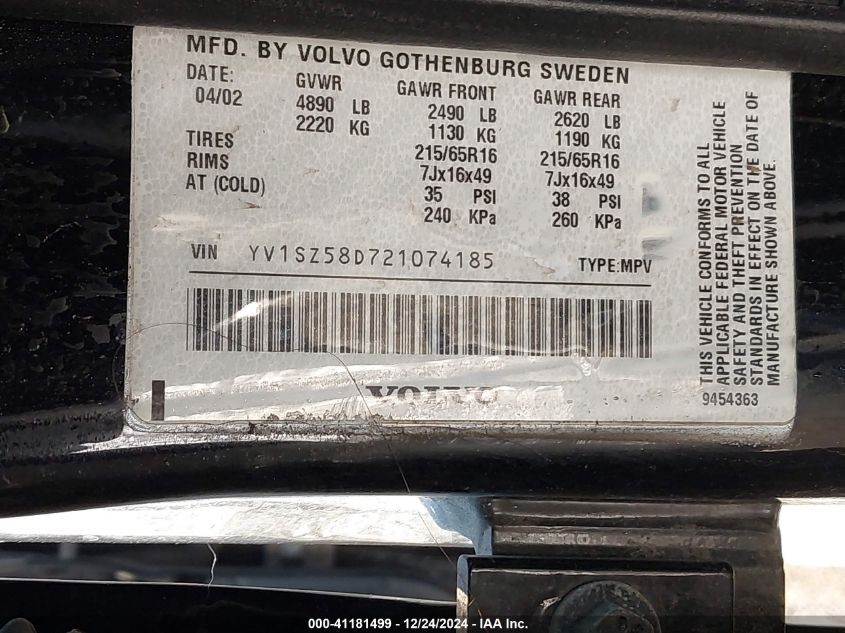 MFD. BY VOLVO GOTHENBURG SWEDEN
DATE: GVWR GAWR FRONT GAWR REAR
04/02 4890 LB 2490 LB 2620 LB
2220 KG 1130 KG 1190 KG
TIRES 215/65R16 215/65R16
RIMS 7Jx16x49 7Jx16x49
AT (COLD) 35 PSI 38 PSI
240 KPa 260 KPa
VIN YV1SZ58D721074185 TYPE:MPV
VOLVO
THIS VEHICLE CONFORMS TO ALL
APPLICABLE FEDERAL MOTOR VEHICLE
SAFETY AND THEFT PREVENTION
STANDARDS IN EFFECT ON THE DATE OF
MANUFACTURE SHOWN ABOVE.
9454363
000-41181499 - 12/24/2024 - IAA Inc.